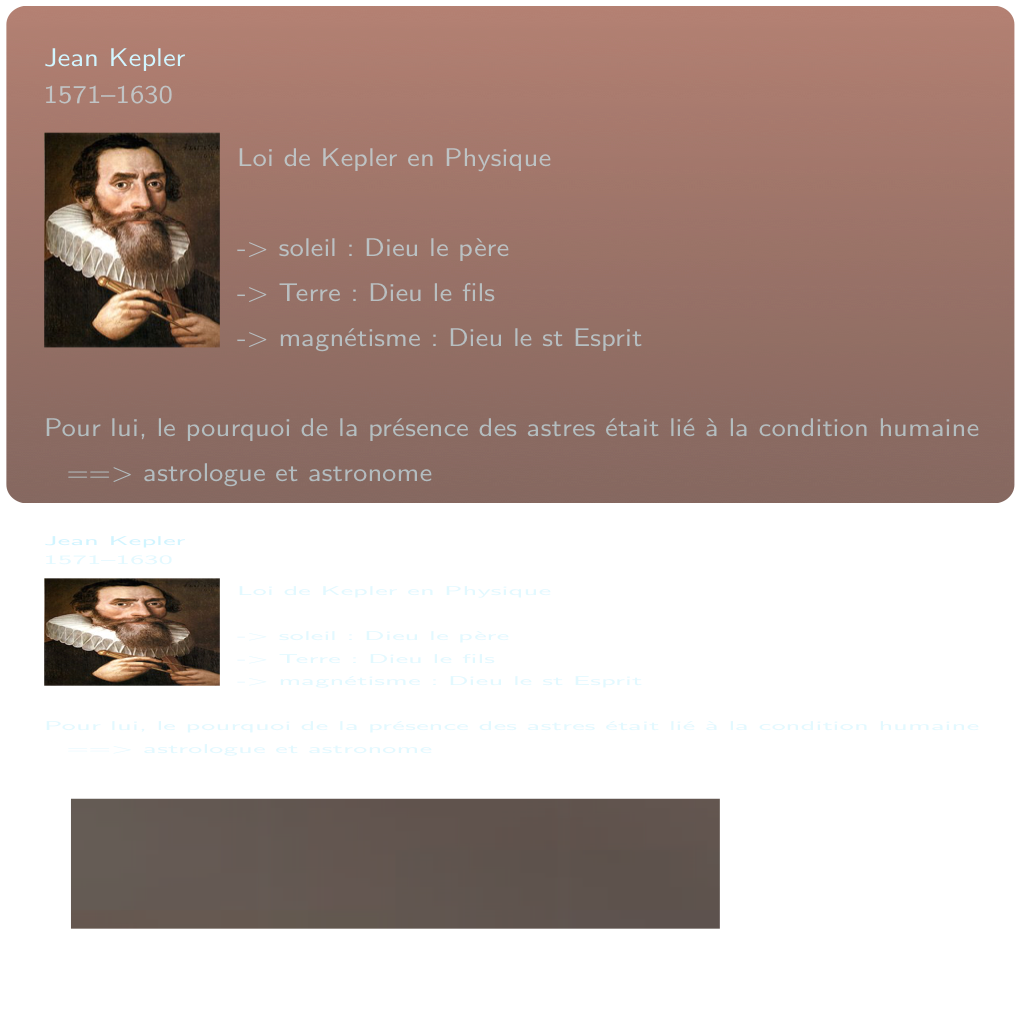 Jean Kepler
1571–1630
Loi de Kepler en Physique
-> soleil : Dieu le père
-> Terre : Dieu le fils
-> magnétisme : Dieu le st Esprit
Pour lui, le pourquoi de la présence des astres était lié à la condition humaine
==> astrologue et astronome
Jean Kepler
1571–1630
Loi de Kepler en Physique
-> soleil : Dieu le père
-> Terre : Dieu le fils
-> magnétisme : Dieu le st Esprit
Pour lui, le pourquoi de la présence des astres était lié à la condition humaine
==> astrologue et astronome